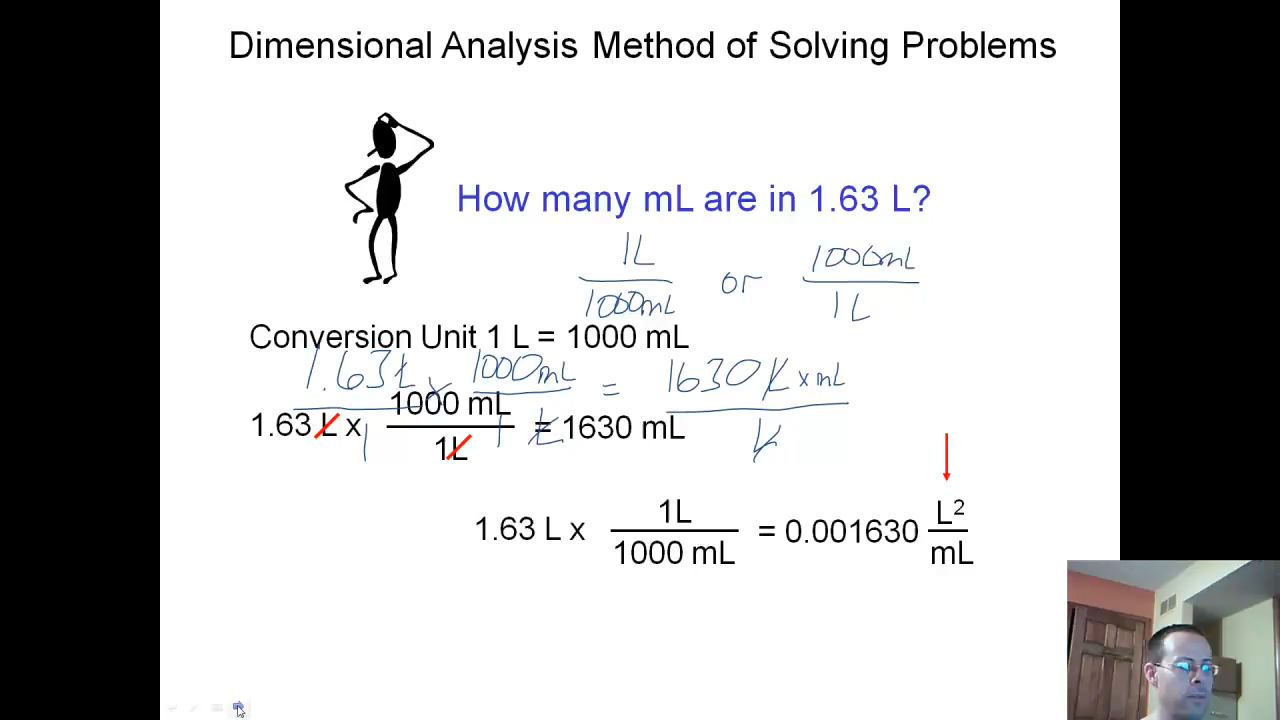 Dimensional Analysis Method of Solving Problems
How many mL are in 1.63 L?
1L
1000mL
or
1000mL
1L
Conversion Unit 1 L = 1000 mL
1.63L x 1000mL = 1630 L x mL
1 1 L L
1.63 L x 1000 mL = 1630 mL
1L
1.63 L x 1L = 0.001630 L²
1000 mL mL